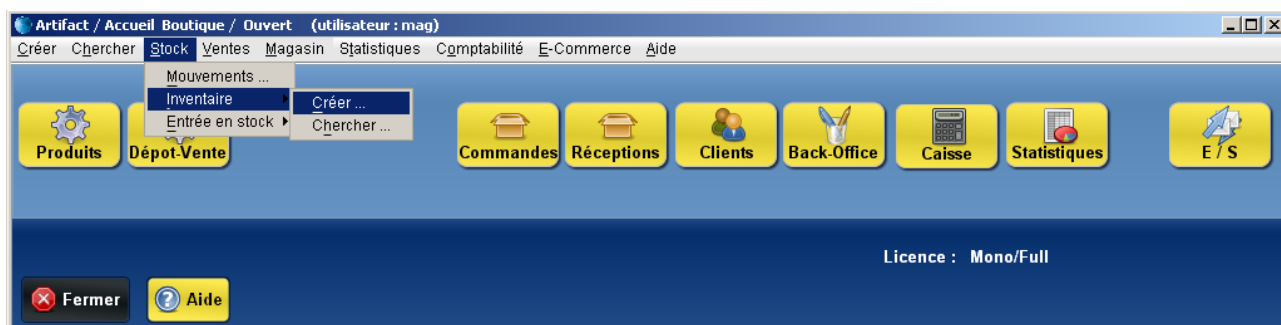 Artifact / Accueil Boutique / Ouvert (utilisateur : mag)
Créer Chercher Stock Ventes Magasin Statistiques Comptabilité E-Commerce Aide
Mouvements ...
Inventaire
Créer ...
Entrée en stock
Chercher ...
Produits Dépot-Vente Commandes Réceptions Clients Back-Office Caisse Statistiques E / S
Licence : Mono/Full
Fermer Aide